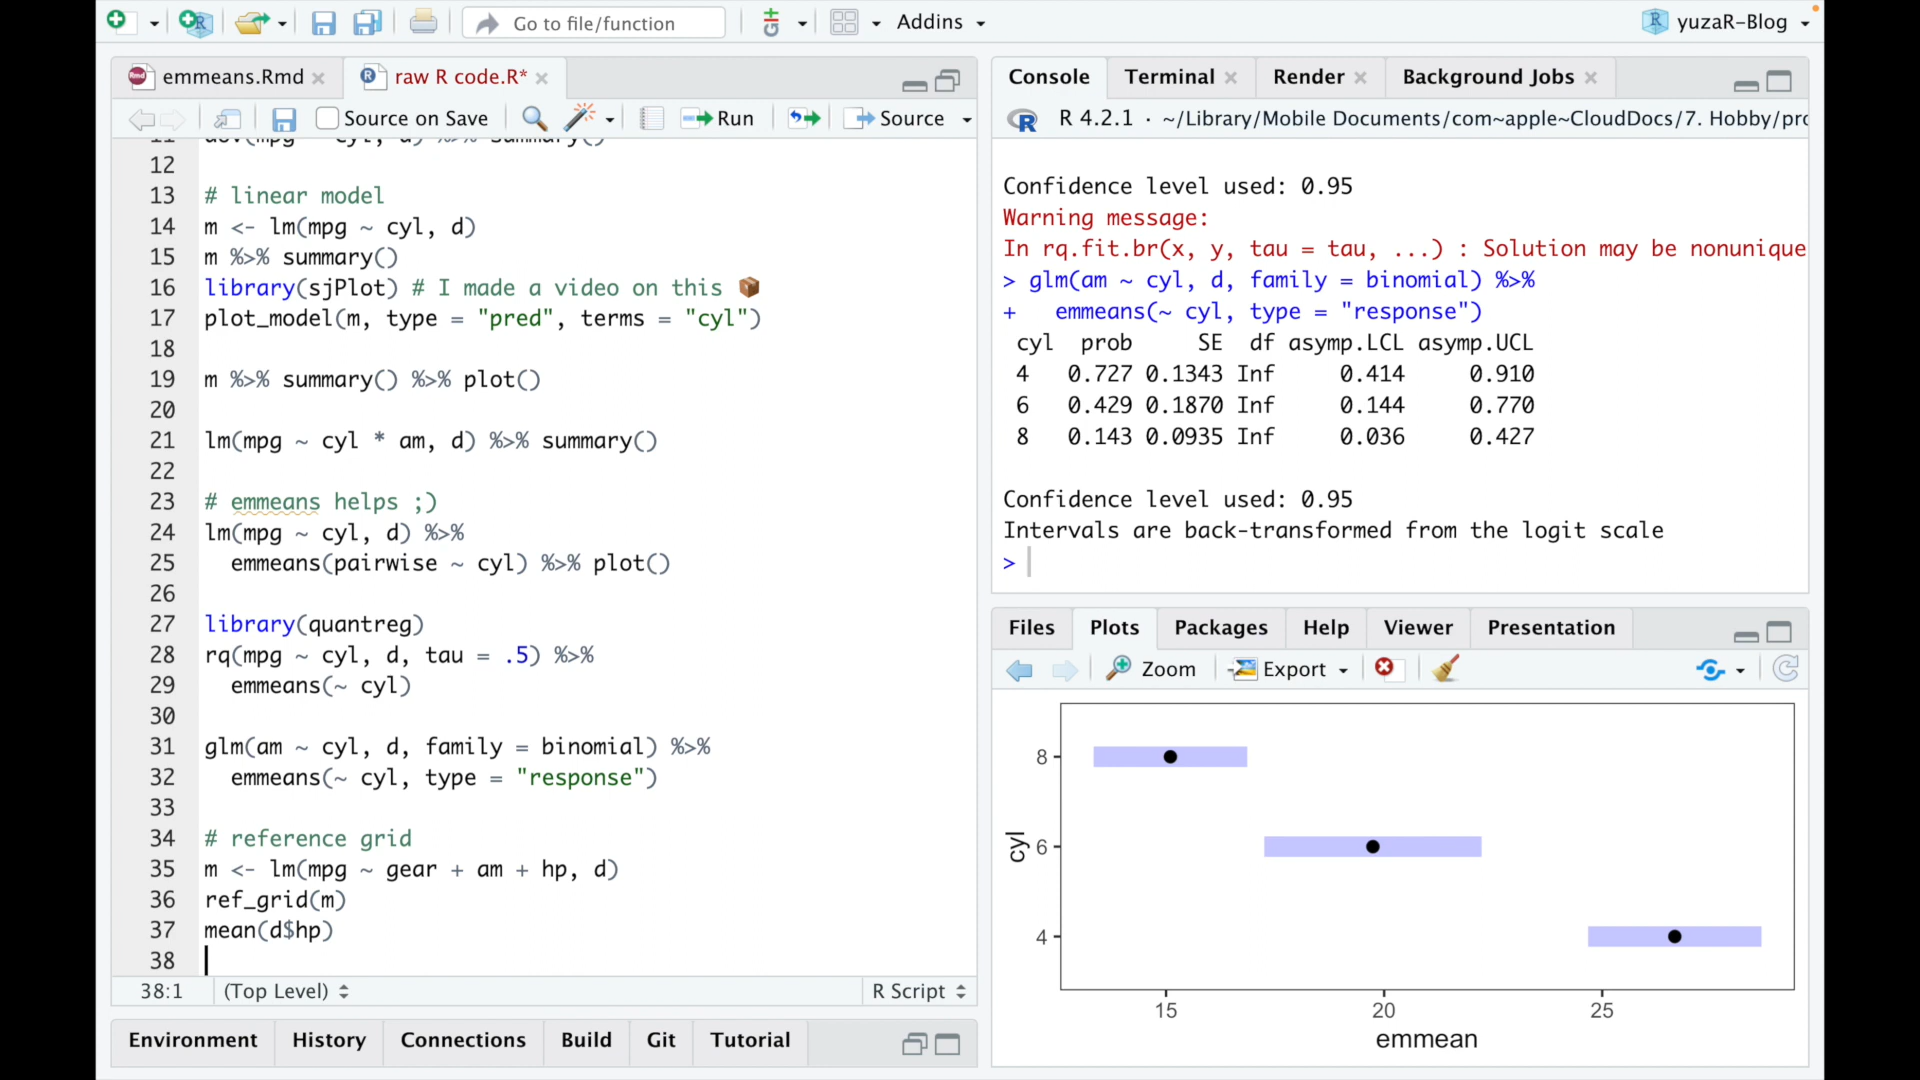 Go to file/function
Addins
yuzaR-Blog
emmeans.Rmd
raw R code.R*
Source on Save
Run
Source
12
13 # linear model
14 m <- lm(mpg ~ cyl, d)
15 m %>% summary()
16 library(sjPlot) # I made a video on this 📦
17 plot_model(m, type = "pred", terms = "cyl")
18
19 m %>% summary() %>% plot()
20
21 lm(mpg ~ cyl * am, d) %>% summary()
22
23 # emmeans helps ;)
24 lm(mpg ~ cyl, d) %>%
25 emmeans(pairwise ~ cyl) %>% plot()
26
27 library(quantreg)
28 rq(mpg ~ cyl, d, tau = .5) %>%
29 emmeans(~ cyl)
30
31 glm(am ~ cyl, d, family = binomial) %>%
32 emmeans(~ cyl, type = "response")
33
34 # reference grid
35 m <- lm(mpg ~ gear + am + hp, d)
36 ref_grid(m)
37 mean(d$hp)
38
38:1 (Top Level) R Script
Environment History Connections Build Git Tutorial
Console Terminal Render Background Jobs
R 4.2.1 · ~/Library/Mobile Documents/com~apple~CloudDocs/7. Hobby/prc
Confidence level used: 0.95
Warning message:
In rq.fit.br(x, y, tau = tau, ...) : Solution may be nonunique
> glm(am ~ cyl, d, family = binomial) %>%
+ emmeans(~ cyl, type = "response")
cyl prob SE df asymp.LCL asymp.UCL
4 0.727 0.1343 Inf 0.414 0.910
6 0.429 0.1870 Inf 0.144 0.770
8 0.143 0.0935 Inf 0.036 0.427
Confidence level used: 0.95
Intervals are back-transformed from the logit scale
>
Files Plots Packages Help Viewer Presentation
Zoom Export
8
6
4
cyl
15 20 25
emmean